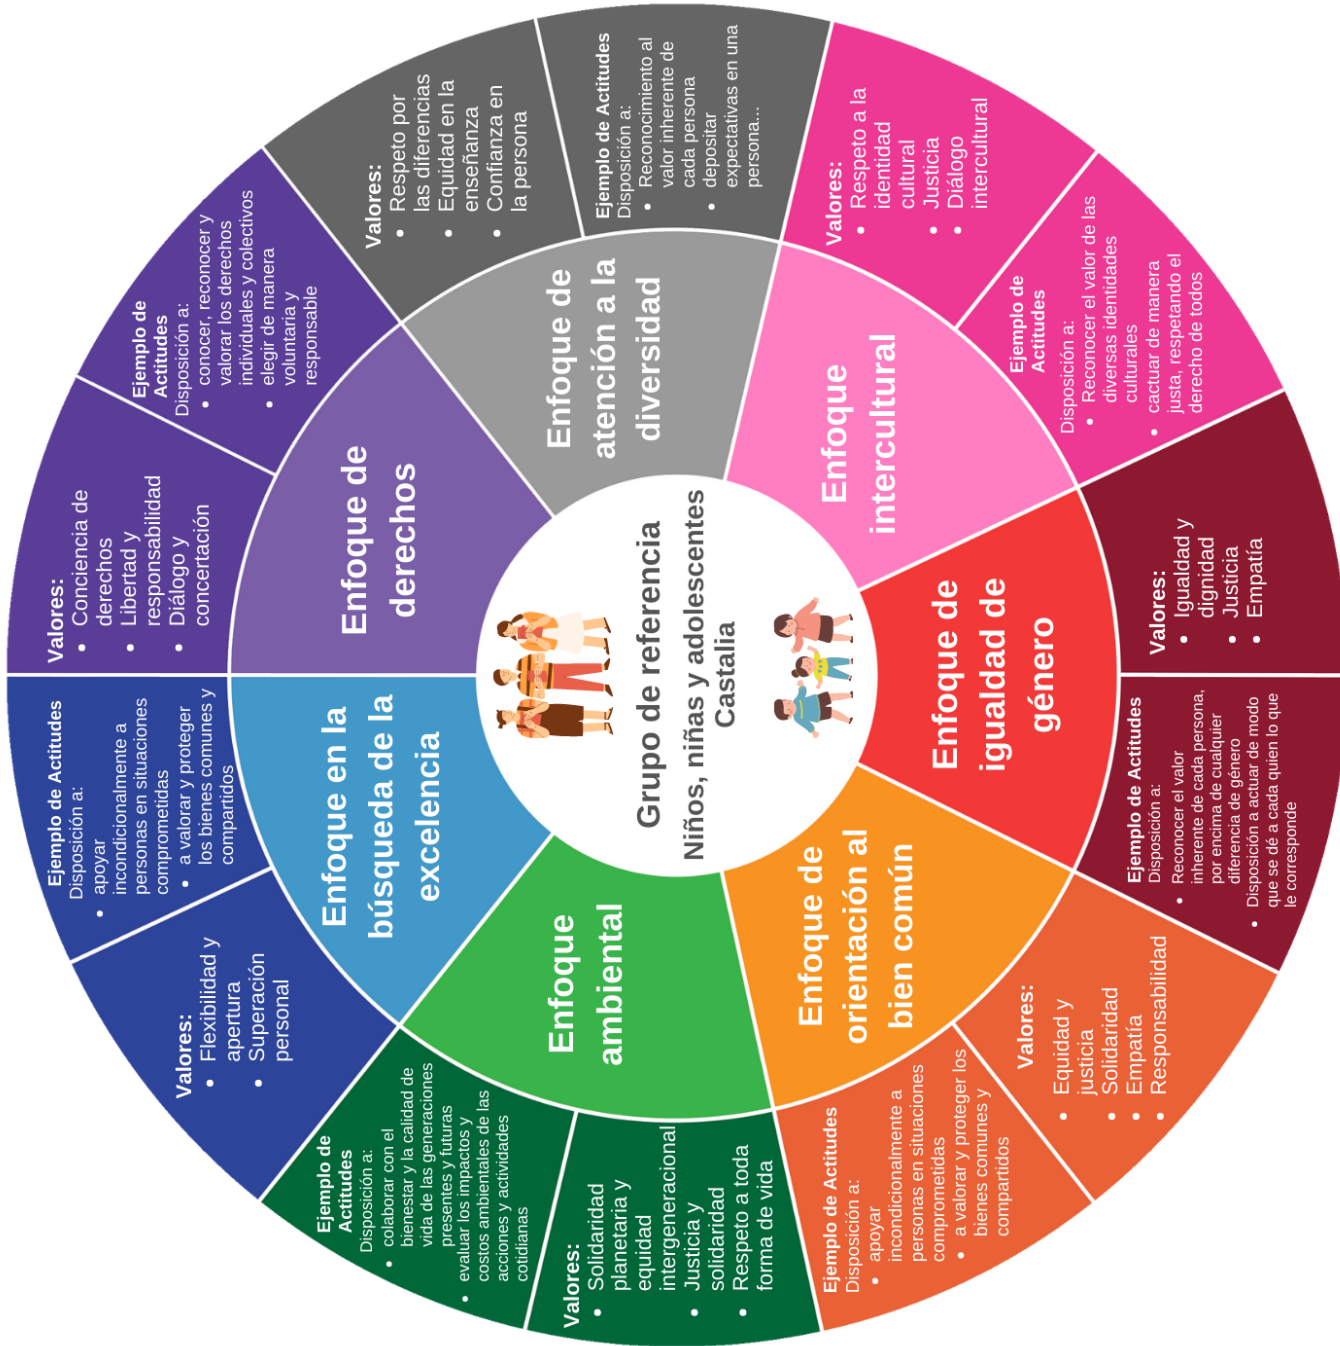 Grupo de referencia
Niños, niñas y adolescentes
Castalia
Enfoque de
derechos
Valores:
• Conciencia de
derechos
• Libertad y
responsabilidad
• Diálogo y
concertación
Ejemplo de
Actitudes
Disposición a:
• conocer, reconocer y
valorar los derechos
individuales y colectivos
• elegir de manera
voluntaria y
responsable
Enfoque de
atención a la
diversidad
Valores:
• Respeto por
las diferencias
• Equidad en la
enseñanza
• Confianza en
la persona
Ejemplo de Actitudes
Disposición a:
• Reconocimiento al
valor inherente de
cada persona
• depositar
expectativas en una
persona...
Enfoque
intercultural
Valores:
• Respeto a la
identidad
cultural
• Justicia
• Diálogo
intercultural
Ejemplo de
Actitudes
Disposición a:
• Reconocer el valor de las
diversas identidades
culturales
• cactuar de manera
justa, respetando el
derecho de todos
Enfoque de
igualdad de
género
Valores:
• Igualdad y
dignidad
• Justicia
• Empatía
Ejemplo de Actitudes
Disposición a:
• Reconocer el valor
inherente de cada persona,
por encima de cualquier
diferencia de género
• Disposición a actuar de modo
que se dé a cada quien lo que
le corresponde
Enfoque de
orientación al
bien común
Valores:
• Equidad y
justicia
• Solidaridad
• Empatía
• Responsabilidad
Ejemplo de Actitudes
Disposición a:
• apoyar
incondicionalmente a
personas en situaciones
comprometidas
• a valorar y proteger los
bienes comunes y
compartidos
Enfoque
ambiental
Valores:
• Solidaridad
planetaria y
equidad
intergeneracional
• Justicia y
solidaridad
• Respeto a toda
forma de vida
Ejemplo de
Actitudes
Disposición a:
• colaborar con el
bienestar y la calidad de
vida de las generaciones
presentes y futuras
• evaluar los impactos y
costos ambientales de las
acciones y actividades
cotidianas
Enfoque en la
búsqueda de la
excelencia
Valores:
• Flexibilidad y
apertura
• Superación
personal
Ejemplo de Actitudes
Disposición a:
• apoyar
incondicionalmente a
personas en situaciones
comprometidas
• a valorar y proteger
los bienes comunes y
compartidos